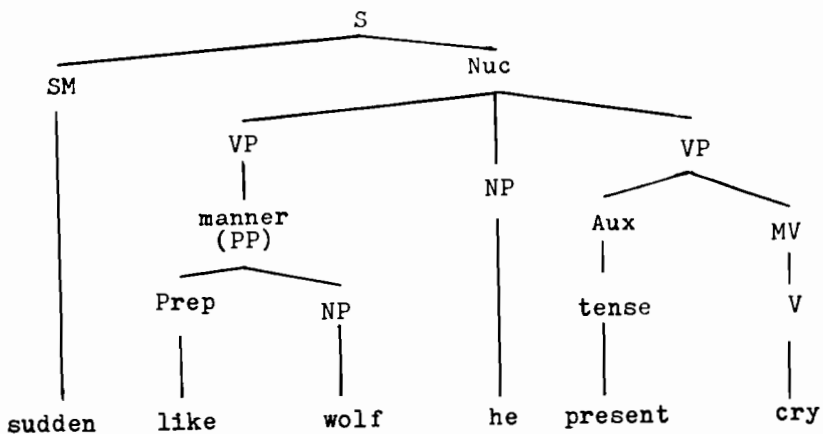 S
SM Nuc
VP NP VP
manner
(PP)
Aux MV
Prep NP tense V
sudden like wolf he present cry